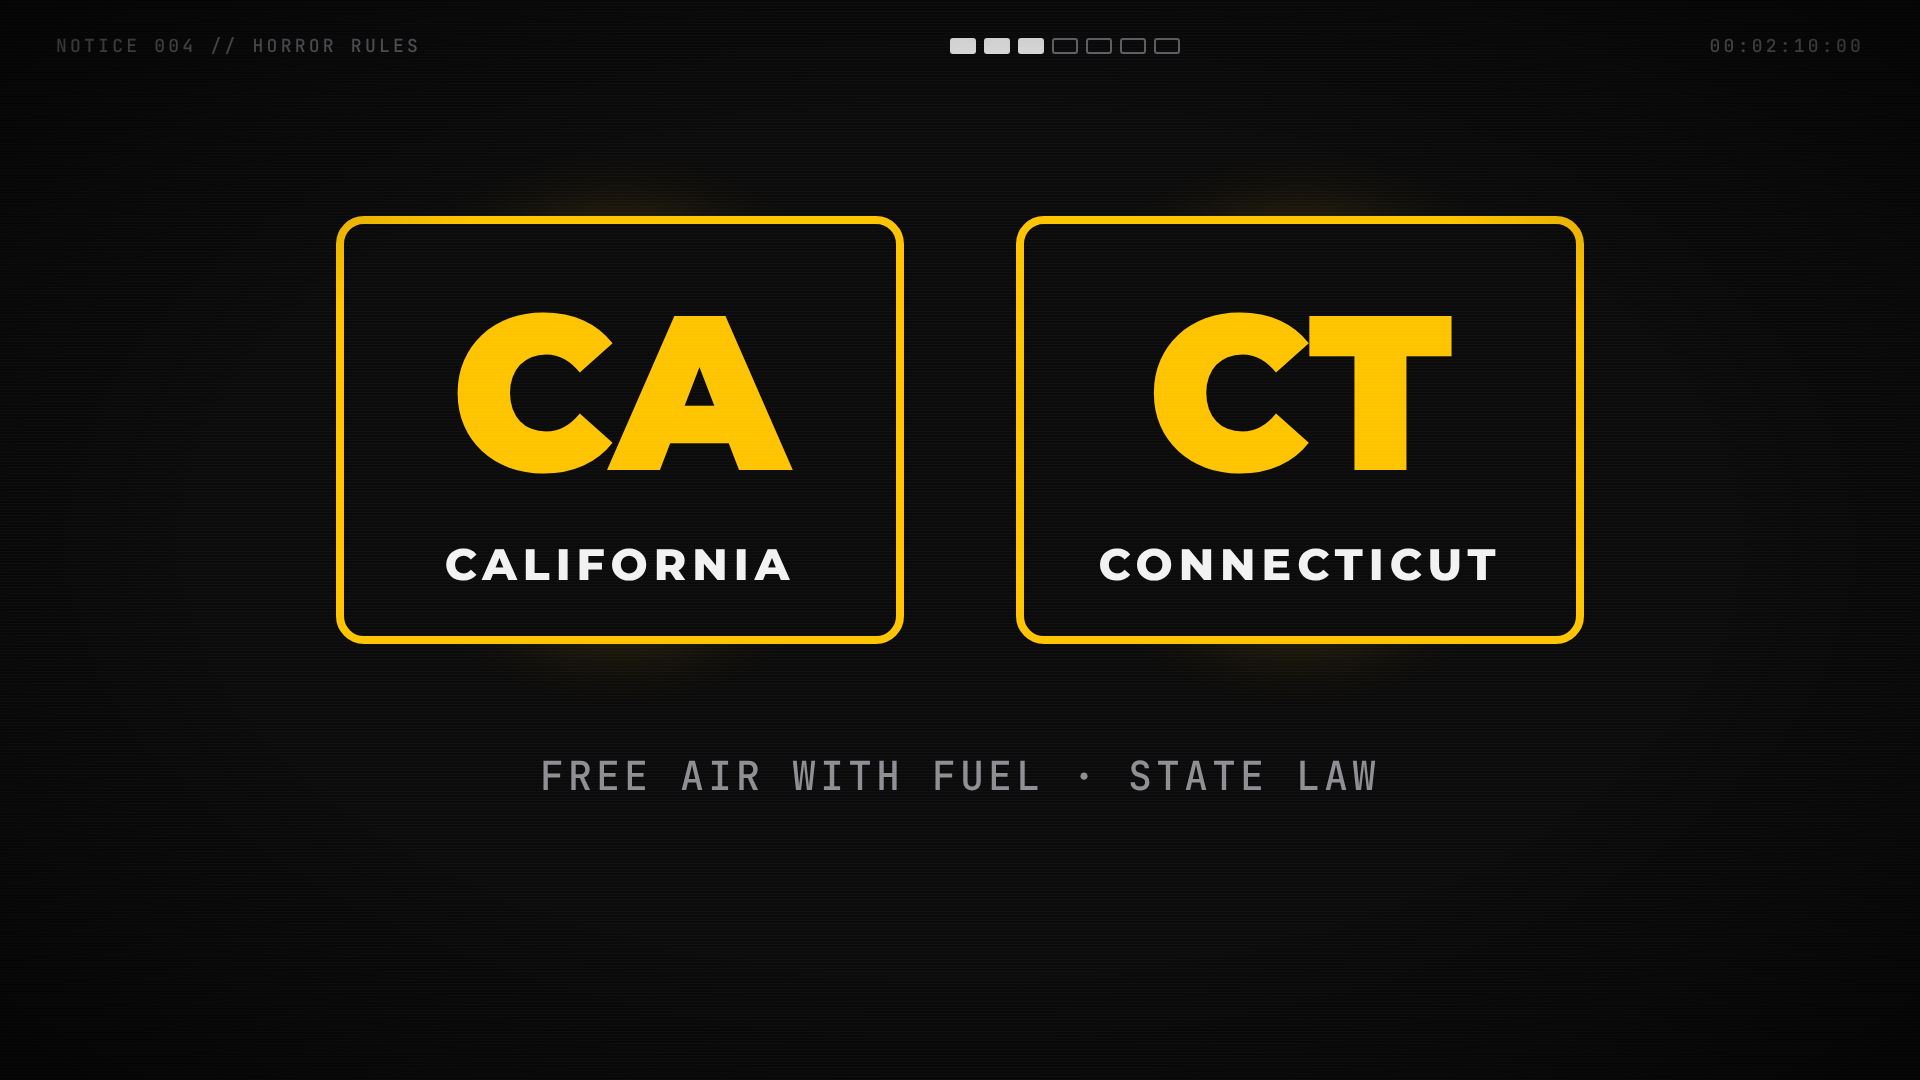 NOTICE 004 // HORROR RULES
00:02:10:00
CA
CALIFORNIA
CT
CONNECTICUT
FREE AIR WITH FUEL · STATE LAW